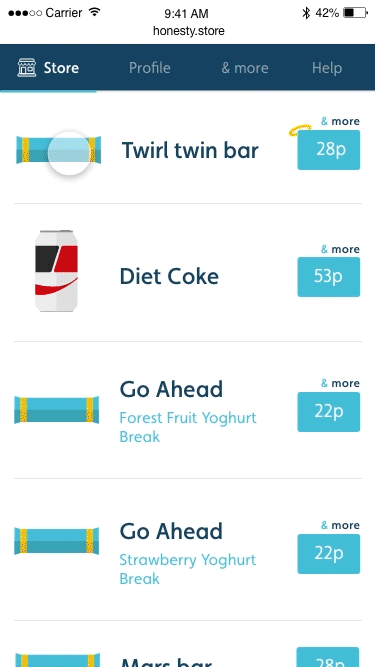 Carrier 9:41 AM 42%
honesty.store
Store Profile & more Help
& more
Twirl twin bar 28p
& more
Diet Coke 53p
& more
Go Ahead 22p
Forest Fruit Yoghurt
Break
& more
Go Ahead 22p
Strawberry Yoghurt
Break
Mars bar 28p